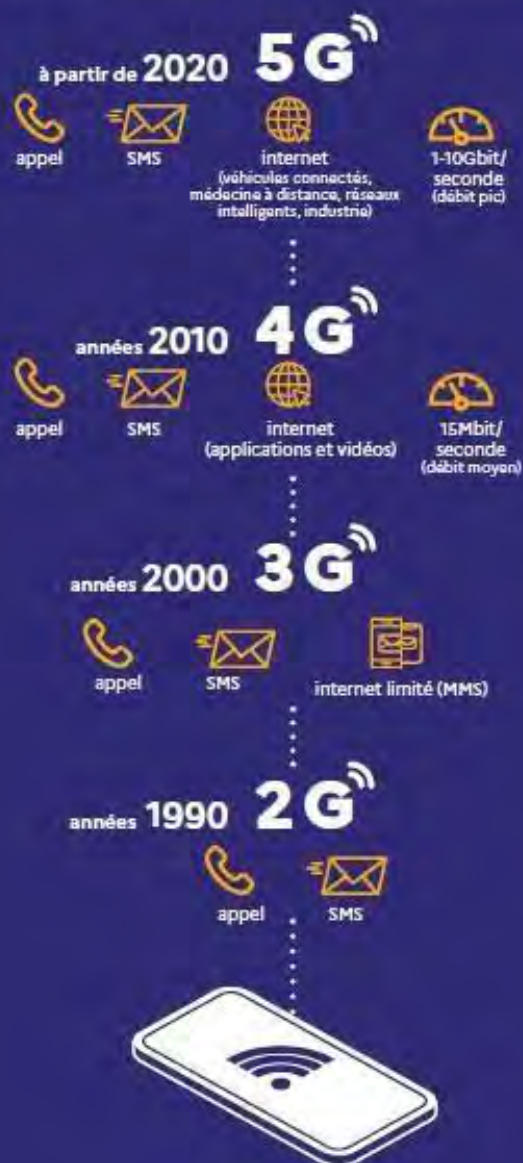 à partir de 2020 5G
appel
SMS
internet
(véhicules connectés,
médecine à distance, réseaux
intelligents, industrie)
1-10Gbit/
seconde
(débit pic)
années 2010 4G
appel
SMS
internet
(applications et vidéos)
15Mbit/
seconde
(débit moyen)
années 2000 3G
appel
SMS
internet limité (MMS)
années 1990 2G
appel
SMS